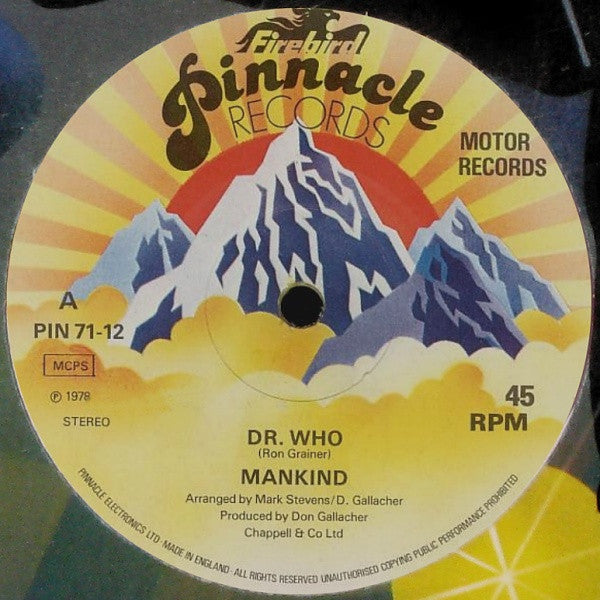 Firebird
Pinnacle
RECORDS
MOTOR
RECORDS
A
PIN 71-12
MCPS
℗ 1978
STEREO
45
RPM
DR. WHO
(Ron Grainer)
MANKIND
Arranged by Mark Stevens/D. Gallacher
Produced by Don Gallacher
Chappell & Co Ltd
PINNACLE ELECTRONICS LTD · MADE IN ENGLAND · ALL RIGHTS RESERVED UNAUTHORISED COPYING PUBLIC PERFORMANCE PROHIBITED